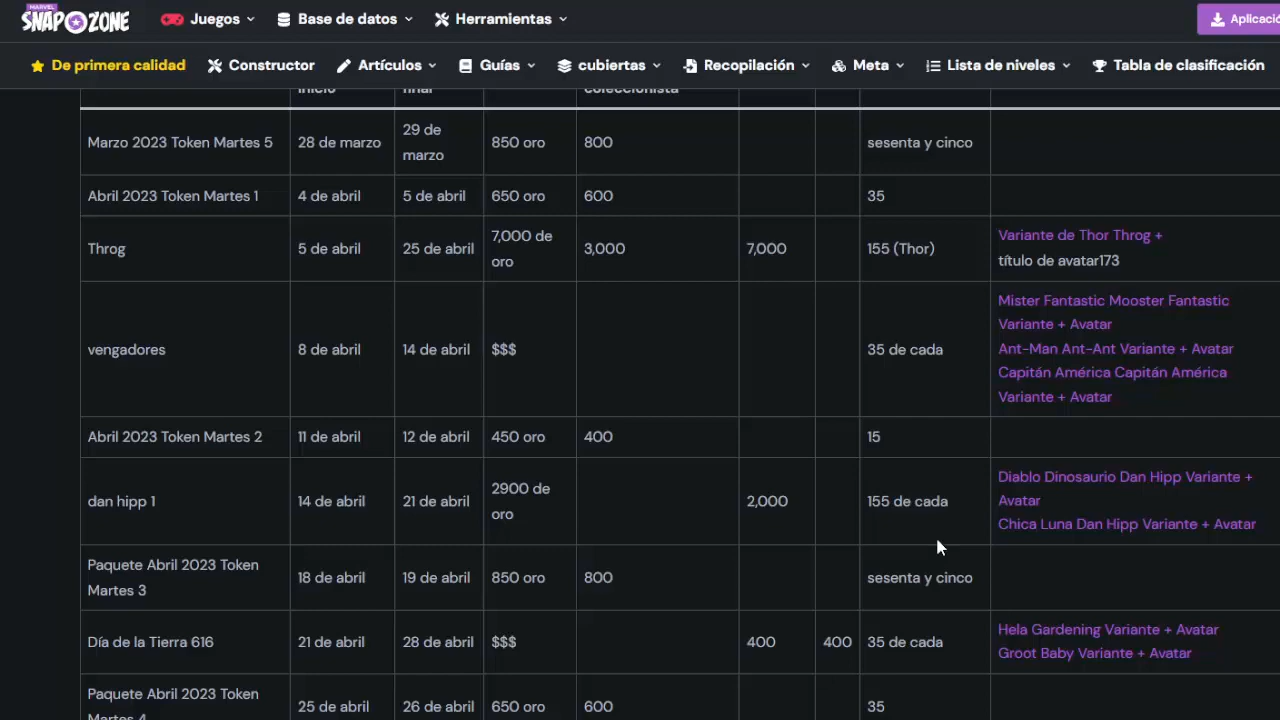 MARVEL
SNAP ZONE
Juegos
Base de datos
Herramientas
Aplicació
De primera calidad
Constructor
Artículos
Guías
cubiertas
Recopilación
Meta
Lista de niveles
Tabla de clasificación
inicio
final
coleccionista
Marzo 2023 Token Martes 5
28 de marzo
29 de
marzo
850 oro
800
sesenta y cinco
Abril 2023 Token Martes 1
4 de abril
5 de abril
650 oro
600
35
Throg
5 de abril
25 de abril
7,000 de
oro
3,000
7,000
155 (Thor)
Variante de Thor Throg +
título de avatar173
vengadores
8 de abril
14 de abril
$$$
35 de cada
Mister Fantastic Mooster Fantastic
Variante + Avatar
Ant-Man Ant-Ant Variante + Avatar
Capitán América Capitán América
Variante + Avatar
Abril 2023 Token Martes 2
11 de abril
12 de abril
450 oro
400
15
dan hipp 1
14 de abril
21 de abril
2900 de
oro
2,000
155 de cada
Diablo Dinosaurio Dan Hipp Variante +
Avatar
Chica Luna Dan Hipp Variante + Avatar
Paquete Abril 2023 Token
Martes 3
18 de abril
19 de abril
850 oro
800
sesenta y cinco
Día de la Tierra 616
21 de abril
28 de abril
$$$
400
400
35 de cada
Hela Gardening Variante + Avatar
Groot Baby Variante + Avatar
Paquete Abril 2023 Token
Martes 4
25 de abril
26 de abril
650 oro
600
35